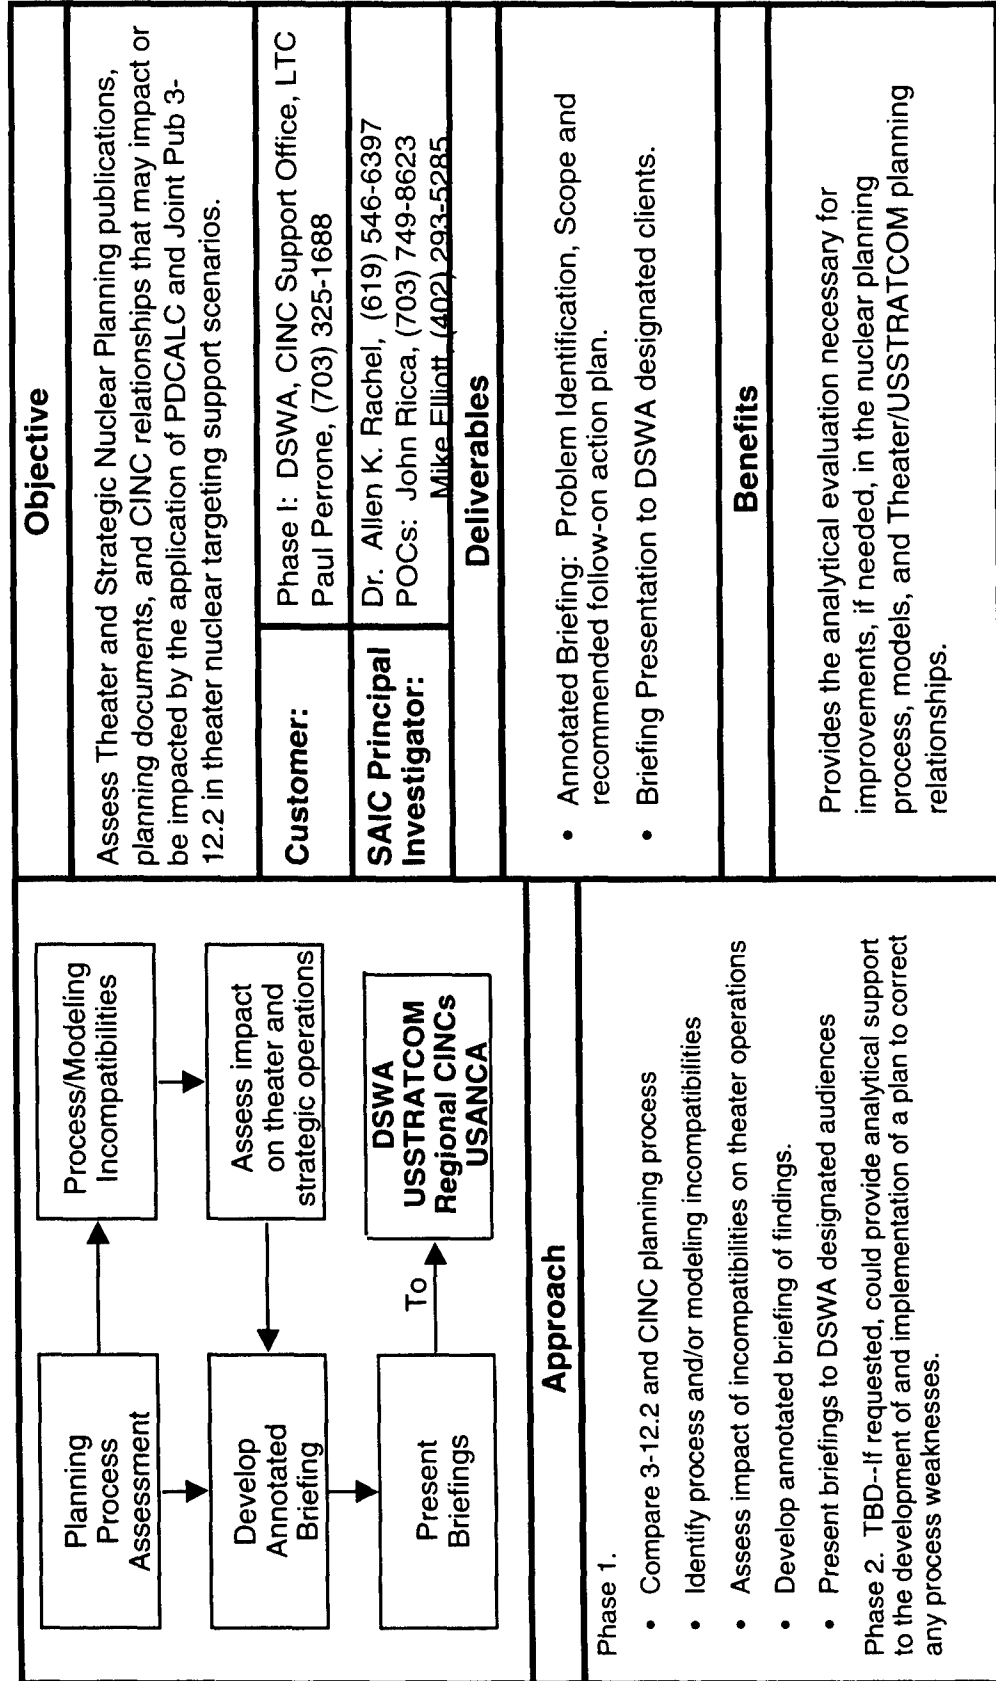 Planning
Process
Assessment
Process/Modeling
Incompatibilities
Develop
Annotated
Briefing
Assess impact
on theater and
strategic operations
Present
Briefings
To
DSWA
USSTRATCOM
Regional CINCs
USANCA
Approach
Phase 1.
• Compare 3-12.2 and CINC planning process
• Identify process and/or modeling incompatibilities
• Assess impact of incompatibilities on theater operations
• Develop annotated briefing of findings.
• Present briefings to DSWA designated audiences
Phase 2. TBD--If requested, could provide analytical support
to the development of and implementation of a plan to correct
any process weaknesses.
Objective
Assess Theater and Strategic Nuclear Planning publications,
planning documents, and CINC relationships that may impact or
be impacted by the application of PDCALC and Joint Pub 3-
12.2 in theater nuclear targeting support scenarios.
Customer:
Phase I: DSWA, CINC Support Office, LTC
Paul Perrone, (703) 325-1688
SAIC Principal
Investigator:
Dr. Allen K. Rachel, (619) 546-6397
POCs: John Ricca, (703) 749-8623
Mike Elliott, (402) 293-5285
Deliverables
• Annotated Briefing: Problem Identification, Scope and
recommended follow-on action plan.
• Briefing Presentation to DSWA designated clients.
Benefits
Provides the analytical evaluation necessary for
improvements, if needed, in the nuclear planning
process, models, and Theater/USSTRATCOM planning
relationships.